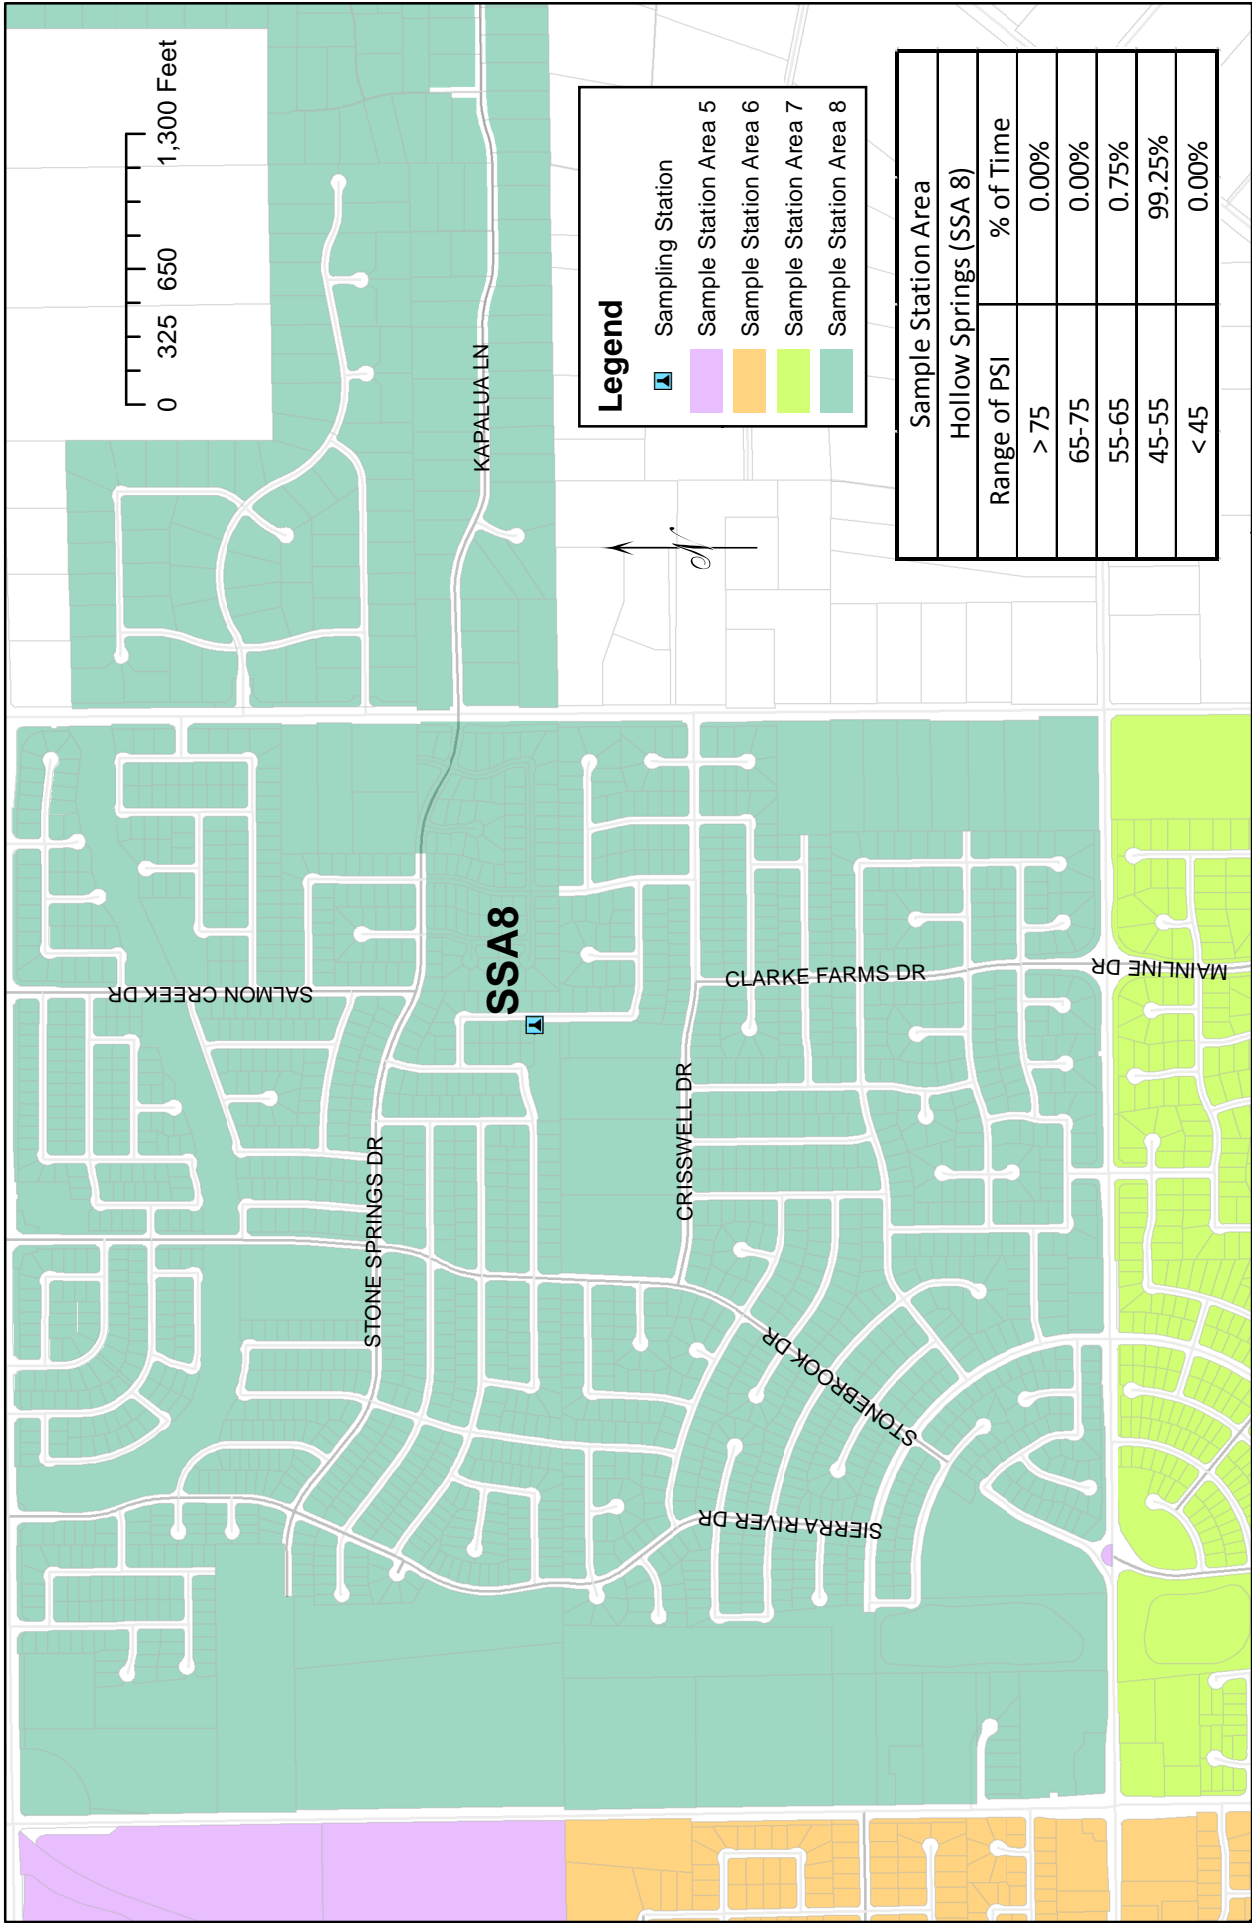 0 325 650 1,300 Feet
KAPALUA LN
Legend
Sampling Station
Sample Station Area 5
Sample Station Area 6
Sample Station Area 7
Sample Station Area 8
N
Sample Station Area
Hollow Springs (SSA 8)
Range of PSI % of Time
> 75 0.00%
65-75 0.00%
55-65 0.75%
45-55 99.25%
< 45 0.00%
SALMON CREEK DR
SSA8
STONE SPRINGS DR
CRISSWELL DR
CLARKE FARMS DR
MAINLINE DR
STONEBROOK DR
SIERRA RIVER DR